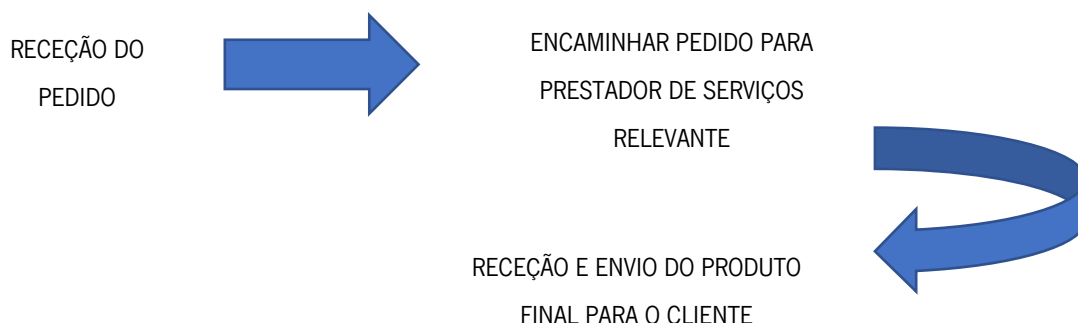 RECEÇÃO DO
PEDIDO
ENCAMINHAR PEDIDO PARA
PRESTADOR DE SERVIÇOS
RELEVANTE
RECEÇÃO E ENVIO DO PRODUTO
FINAL PARA O CLIENTE